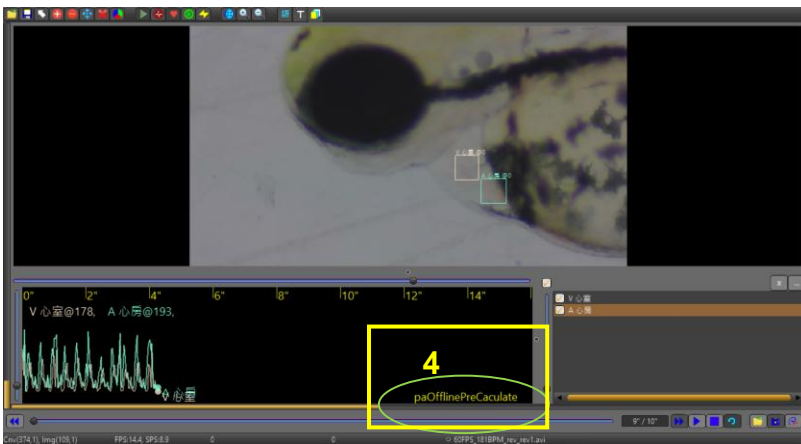 T
V 心室 @0
A 心房 @0
0" 2" 4" 6" 8" 10" 12" 14"
V 心室@178, A 心房@193,
V 心室
A 心房
4
心室
paOfflinePreCaculate
9" / 10"
Cnv(374,1), Img(109,1) FPS:14.4, SPS:8.9 0 0 60FPS_181BPM_rev_rev1.avi